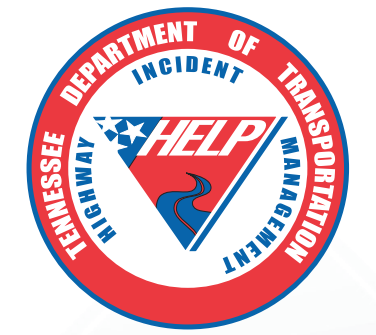 TENNESSEE DEPARTMENT OF TRANSPORTATION
HIGHWAY INCIDENT MANAGEMENT
HELP